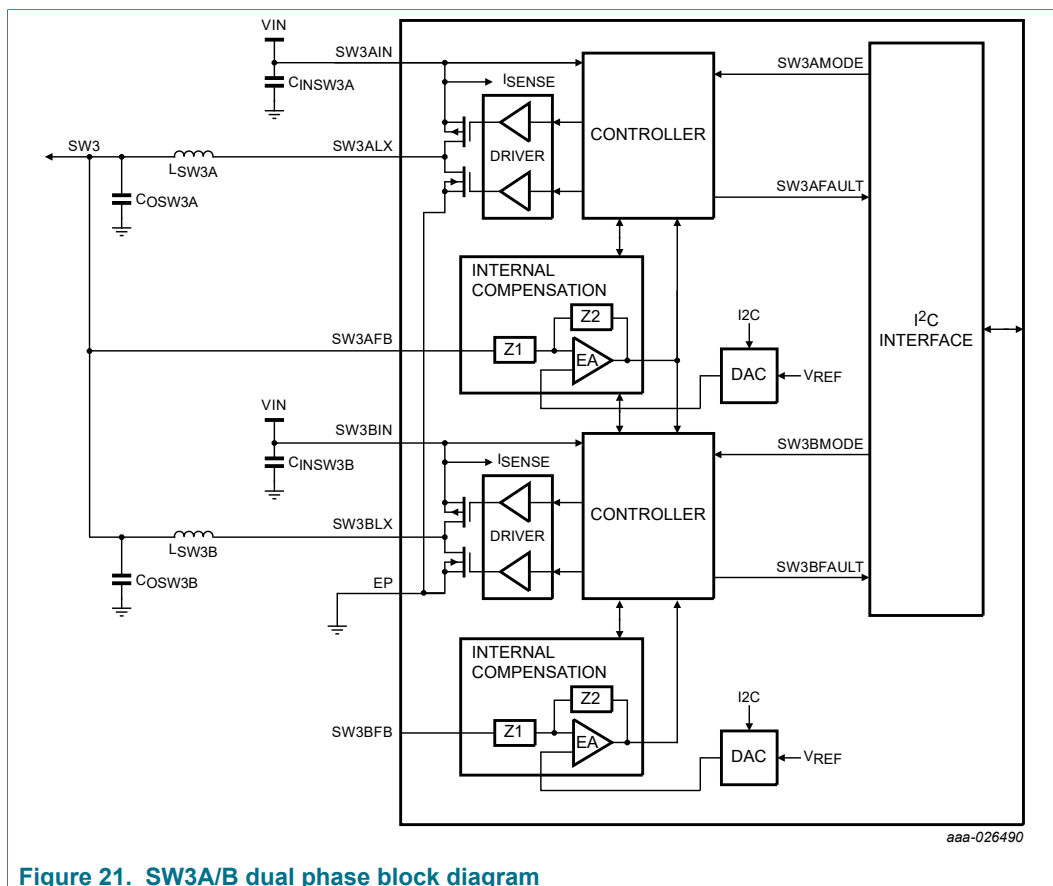 VIN
SW3AIN
CINSW3A
ISENSE
SW3AMODE
CONTROLLER
SW3
SW3ALX
DRIVER
LSW3A
COSW3A
SW3AFAULT
INTERNAL
COMPENSATION
Z2
I2C
I2C
INTERFACE
SW3AFB
Z1
EA
DAC
VREF
VIN
SW3BIN
CINSW3B
ISENSE
SW3BMODE
CONTROLLER
SW3BLX
DRIVER
LSW3B
COSW3B
EP
SW3BFAULT
INTERNAL
COMPENSATION
Z2
I2C
SW3BFB
Z1
EA
DAC
VREF
aaa-026490
Figure 21. SW3A/B dual phase block diagram